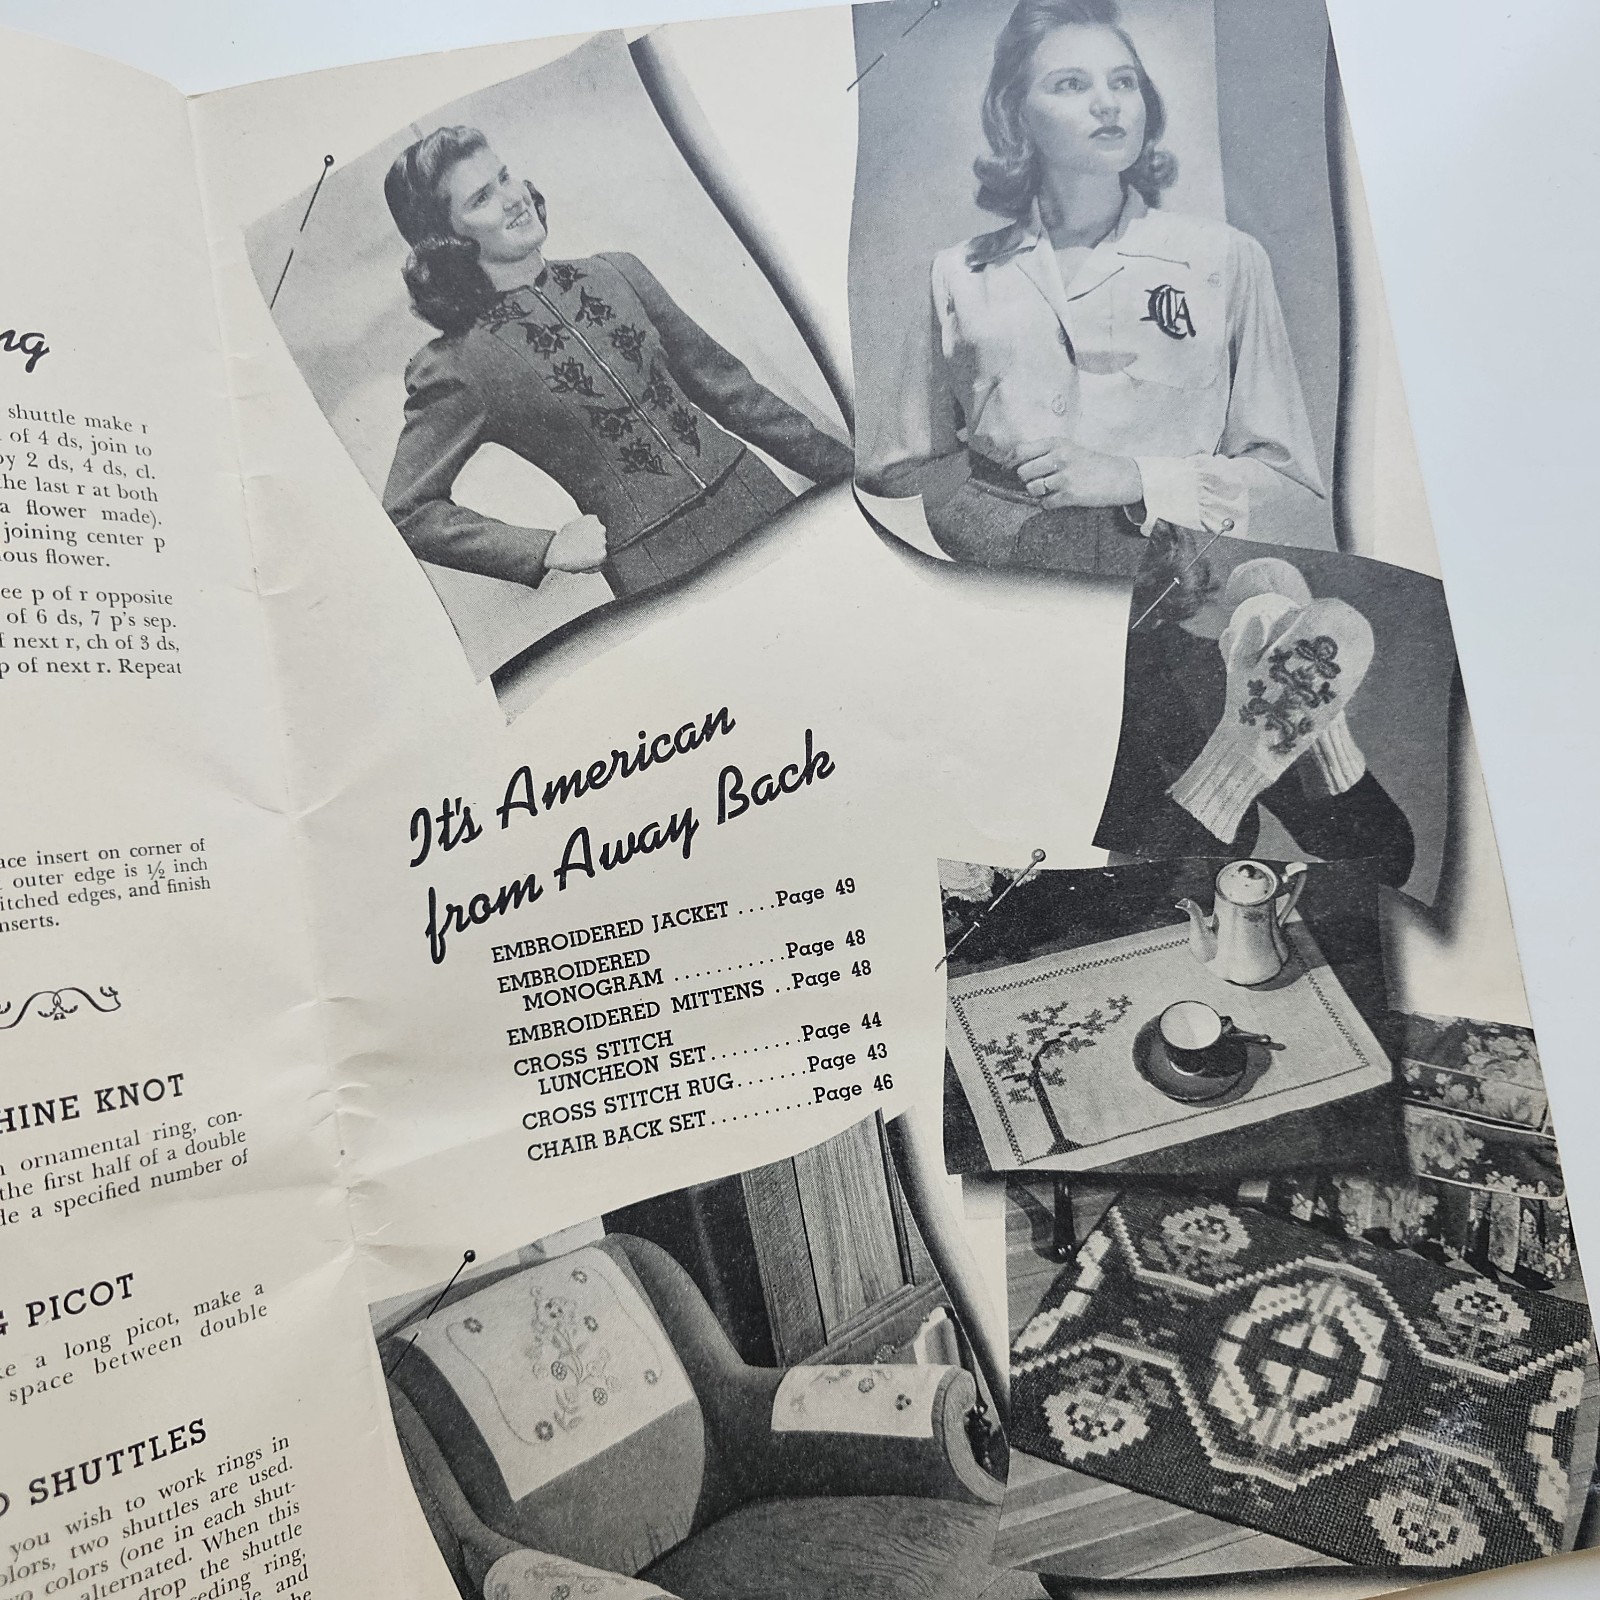 ng
shuttle make r
of 4 ds, join to
by 2 ds, 4 ds, cl.
the last r at both
a flower made).
joining center p
ous flower.
ee p of r opposite
of 6 ds, 7 p's sep.
f next r, ch of 3 ds,
p of next r. Repeat
ace insert on corner of
outer edge is ½ inch
itched edges, and finish
nserts.
HINE KNOT
n ornamental ring, con-
the first half of a double
de a specified number of
G PICOT
ke a long picot, make a
space between double
O SHUTTLES
you wish to work rings in
olors, two shuttles are used.
wo colors (one in each shut-
alternated. When this
drop the shuttle
ceding ring,
tle and
he
It's American
from Away Back
EMBROIDERED JACKET ....Page 49
EMBROIDERED
MONOGRAM ...........Page 48
EMBROIDERED MITTENS ..Page 48
CROSS STITCH
LUNCHEON SET.........Page 44
CROSS STITCH RUG.......Page 43
CHAIR BACK SET..........Page 46